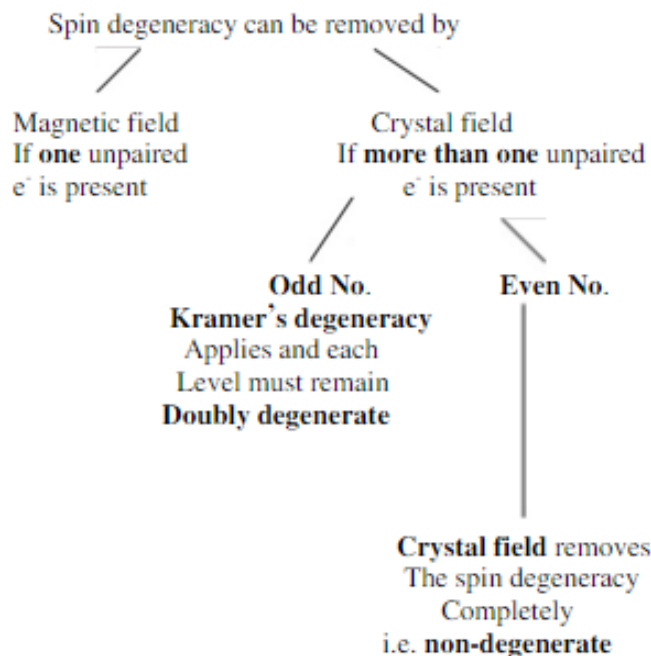 Spin degeneracy can be removed by
Magnetic field
If one unpaired
e⁻ is present
Crystal field
If more than one unpaired
e⁻ is present
Odd No.
Kramer's degeneracy
Applies and each
Level must remain
Doubly degenerate
Even No.
Crystal field removes
The spin degeneracy
Completely
i.e. non-degenerate